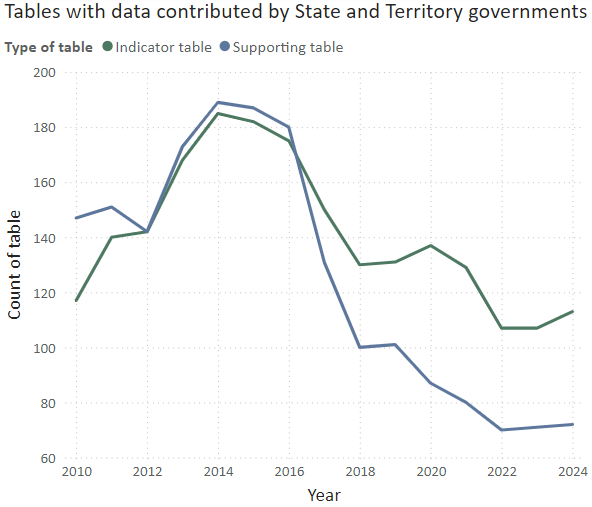 Tables with data contributed by State and Territory governments
Type of table Indicator table Supporting table
200
180
160
140
120
100
80
60
Count of table
2010 2012 2014 2016 2018 2020 2022 2024
Year